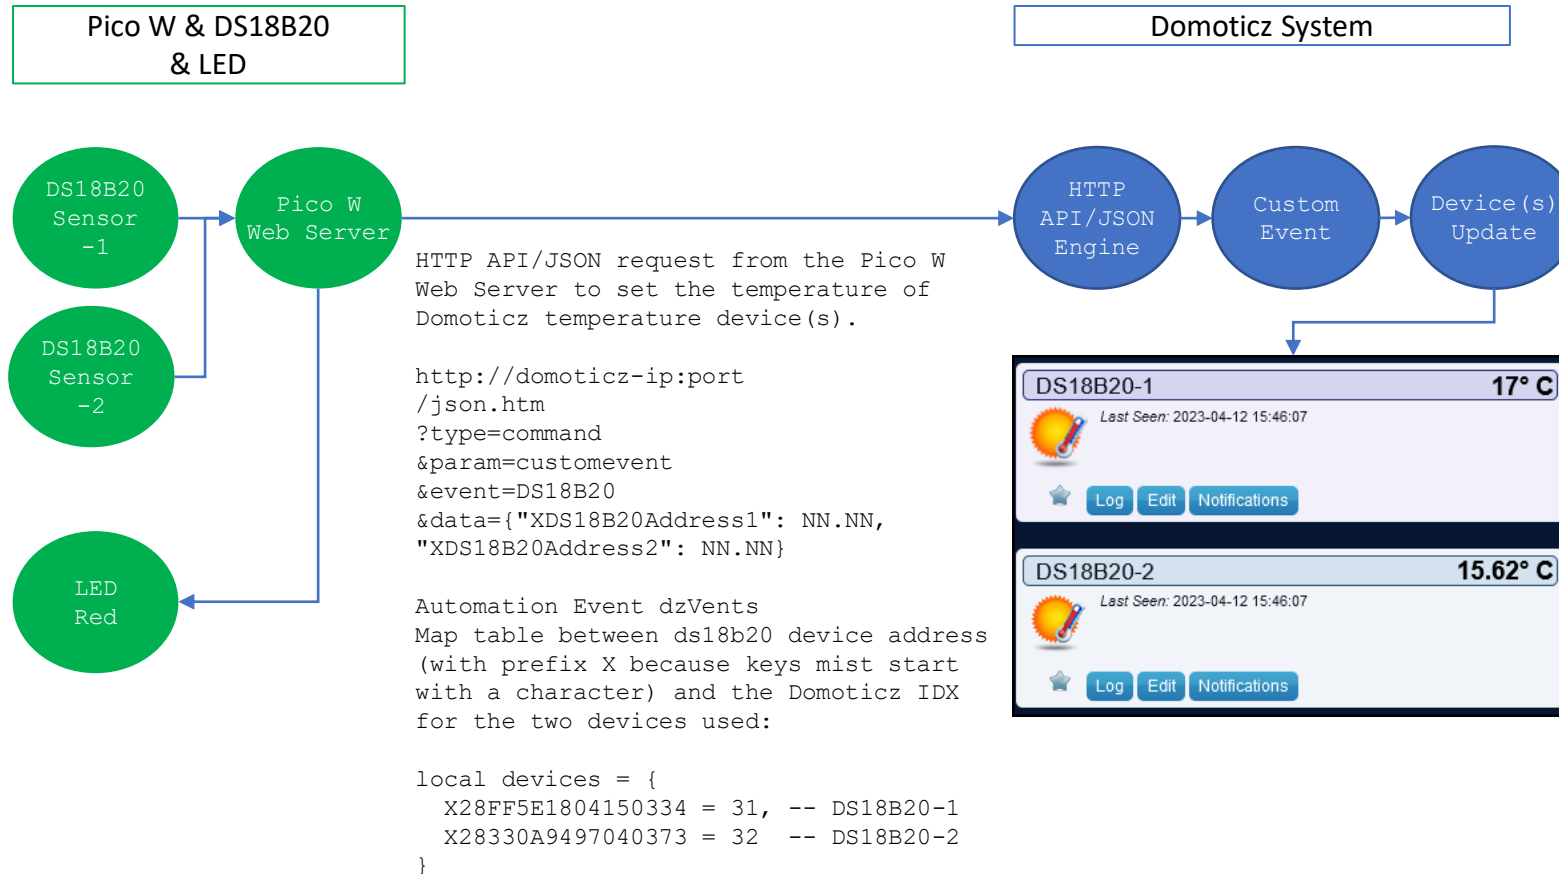 Pico W & DS18B20
& LED
Domoticz System
DS18B20
Sensor
-1
Pico W
Web Server
HTTP
API/JSON
Engine
Custom
Event
Device(s)
Update
DS18B20
Sensor
-2
LED
Red
HTTP API/JSON request from the Pico W
Web Server to set the temperature of
Domoticz temperature device(s).
http://domoticz-ip:port
/json.htm
?type=command
&param=customevent
&event=DS18B20
&data={"XDS18B20Address1": NN.NN,
"XDS18B20Address2": NN.NN}
Automation Event dzVents
Map table between ds18b20 device address
(with prefix X because keys mist start
with a character) and the Domoticz IDX
for the two devices used:
local devices = {
X28FF5E1804150334 = 31, -- DS18B20-1
X28330A9497040373 = 32  -- DS18B20-2
}
DS18B20-1 17° C
Last Seen: 2023-04-12 15:46:07
Log Edit Notifications
DS18B20-2 15.62° C
Last Seen: 2023-04-12 15:46:07
Log Edit Notifications